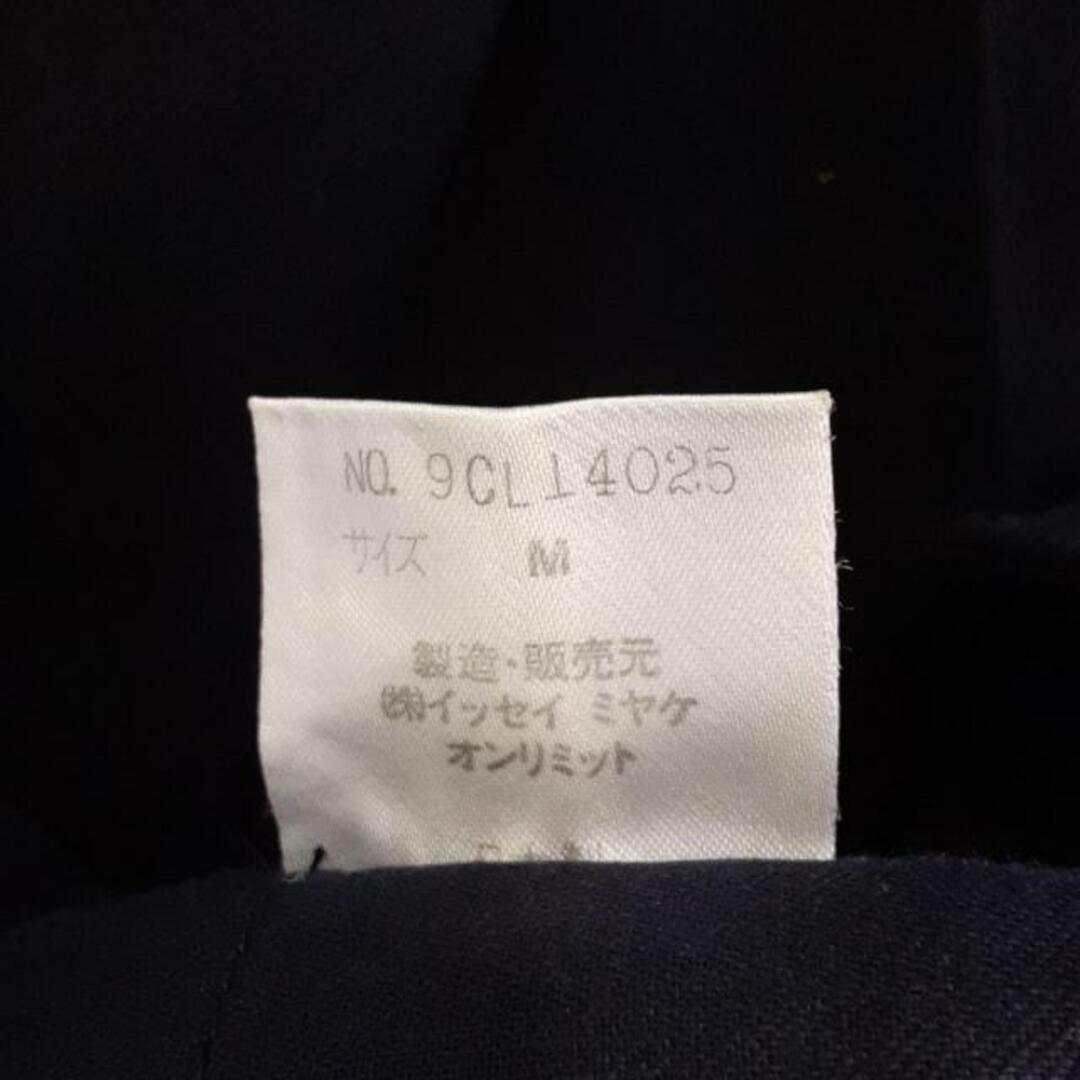 NO. 9CL14025
サイズ M
製造・販売元
㈱イッセイ ミヤケ
オンリミット